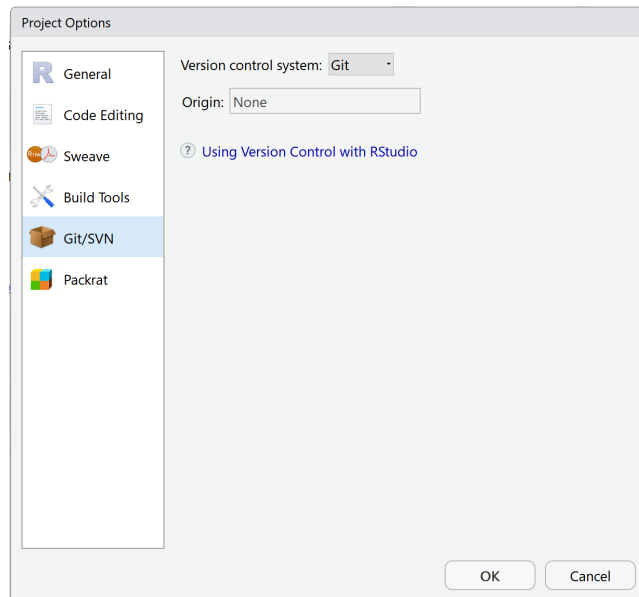 Project Options
General
Code Editing
Sweave
Build Tools
Git/SVN
Packrat
Version control system: Git
Origin: None
? Using Version Control with RStudio
OK
Cancel